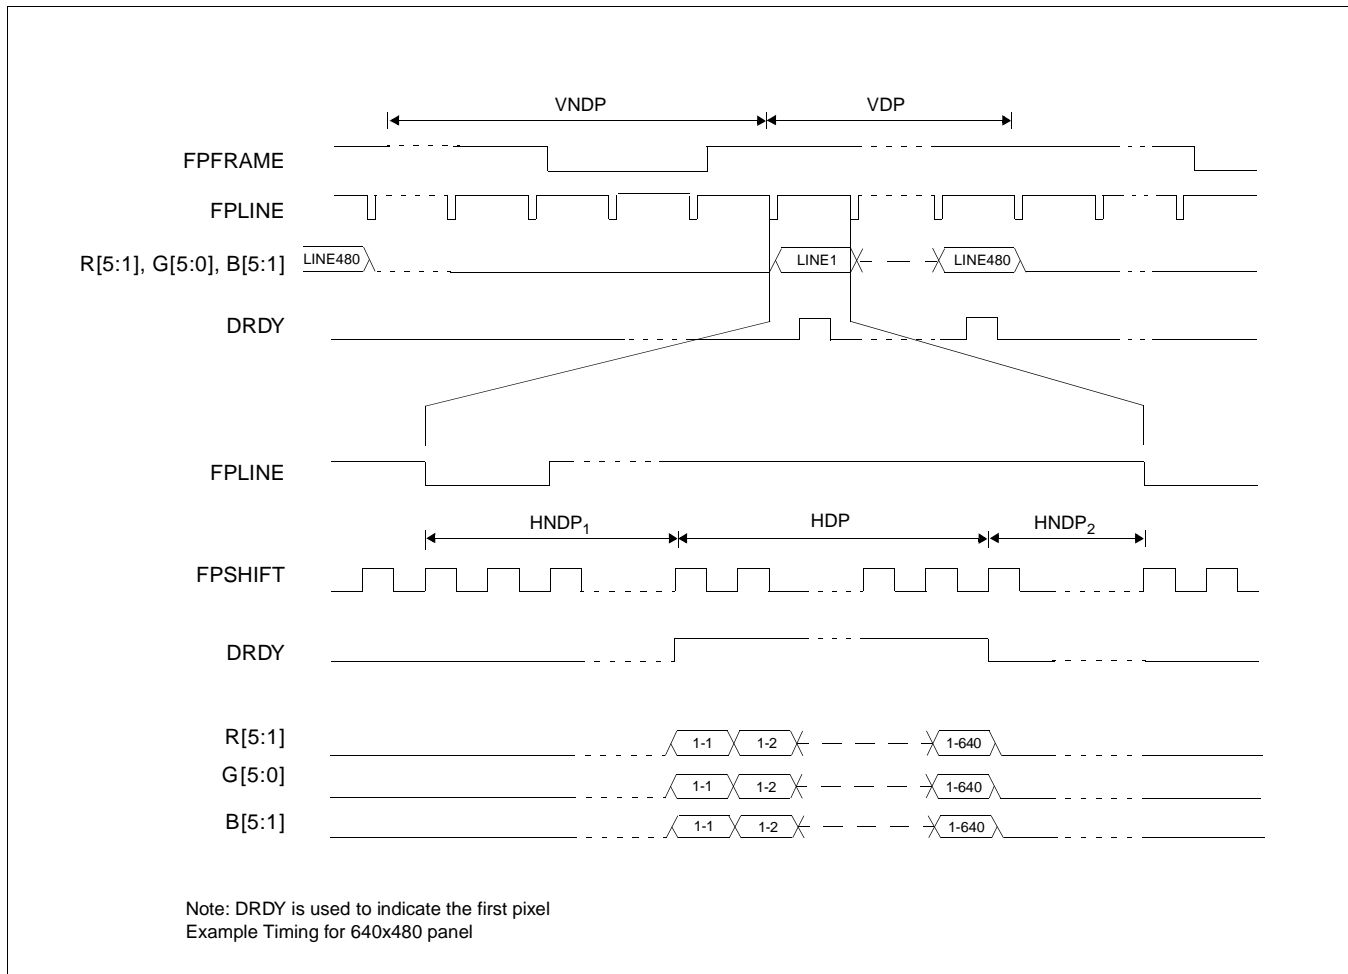 VNDP VDP
FPFRAME
FPLINE
R[5:1], G[5:0], B[5:1] LINE480 LINE1 LINE480
DRDY
FPLINE
HNDP1 HDP HNDP2
FPSHIFT
DRDY
R[5:1] 1-1 1-2 1-640
G[5:0] 1-1 1-2 1-640
B[5:1] 1-1 1-2 1-640
Note: DRDY is used to indicate the first pixel
Example Timing for 640x480 panel